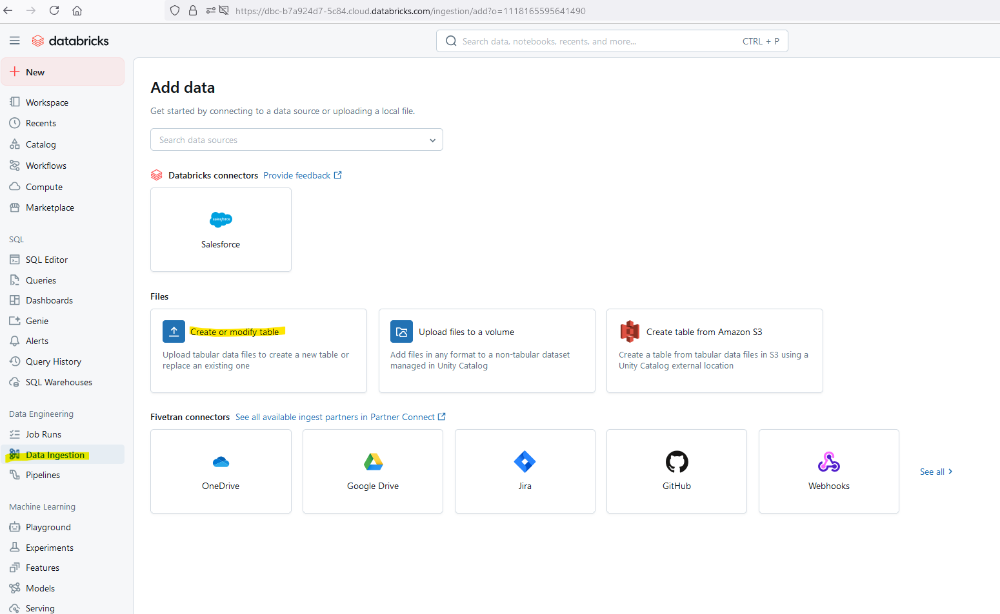 https://dbc-b7a924d7-5c84.cloud.databricks.com/ingestion/add?o=1118165595641490
databricks
Search data, notebooks, recents, and more...
CTRL + P
New
Workspace
Recents
Catalog
Workflows
Compute
Marketplace
SQL
SQL Editor
Queries
Dashboards
Genie
Alerts
Query History
SQL Warehouses
Data Engineering
Job Runs
Data Ingestion
Pipelines
Machine Learning
Playground
Experiments
Features
Models
Serving
Add data
Get started by connecting to a data source or uploading a local file.
Search data sources
Databricks connectors Provide feedback
salesforce
Salesforce
Files
Create or modify table
Upload tabular data files to create a new table or
replace an existing one
Upload files to a volume
Add files in any format to a non-tabular dataset
managed in Unity Catalog
Create table from Amazon S3
Create a table from tabular data files in S3 using a
Unity Catalog external location
Fivetran connectors See all available ingest partners in Partner Connect
OneDrive
Google Drive
Jira
GitHub
Webhooks
See all